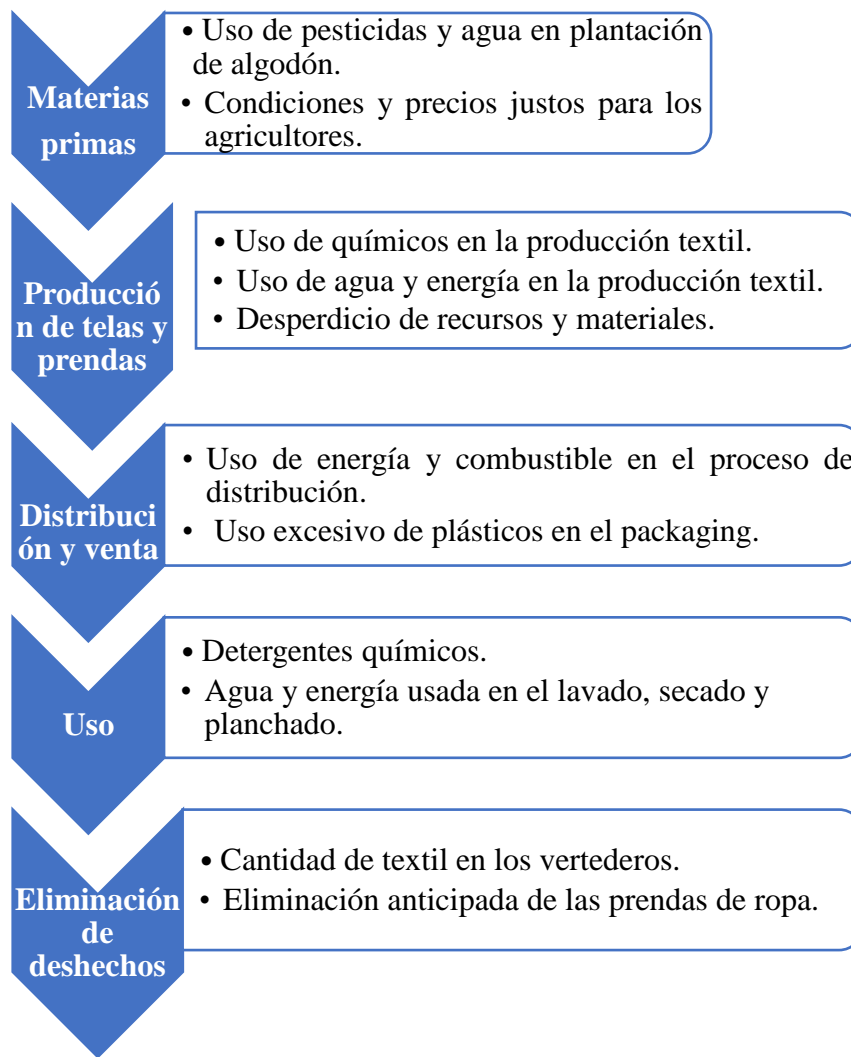 Materias
primas
• Uso de pesticidas y agua en plantación
de algodón.
• Condiciones y precios justos para los
agricultores.
Producció
n de telas y
prendas
• Uso de químicos en la producción textil.
• Uso de agua y energía en la producción textil.
• Desperdicio de recursos y materiales.
Distribuci
ón y venta
• Uso de energía y combustible en el proceso de
distribución.
• Uso excesivo de plásticos en el packaging.
Uso
• Detergentes químicos.
• Agua y energía usada en el lavado, secado y
planchado.
Eliminación
de
deshechos
• Cantidad de textil en los vertederos.
• Eliminación anticipada de las prendas de ropa.